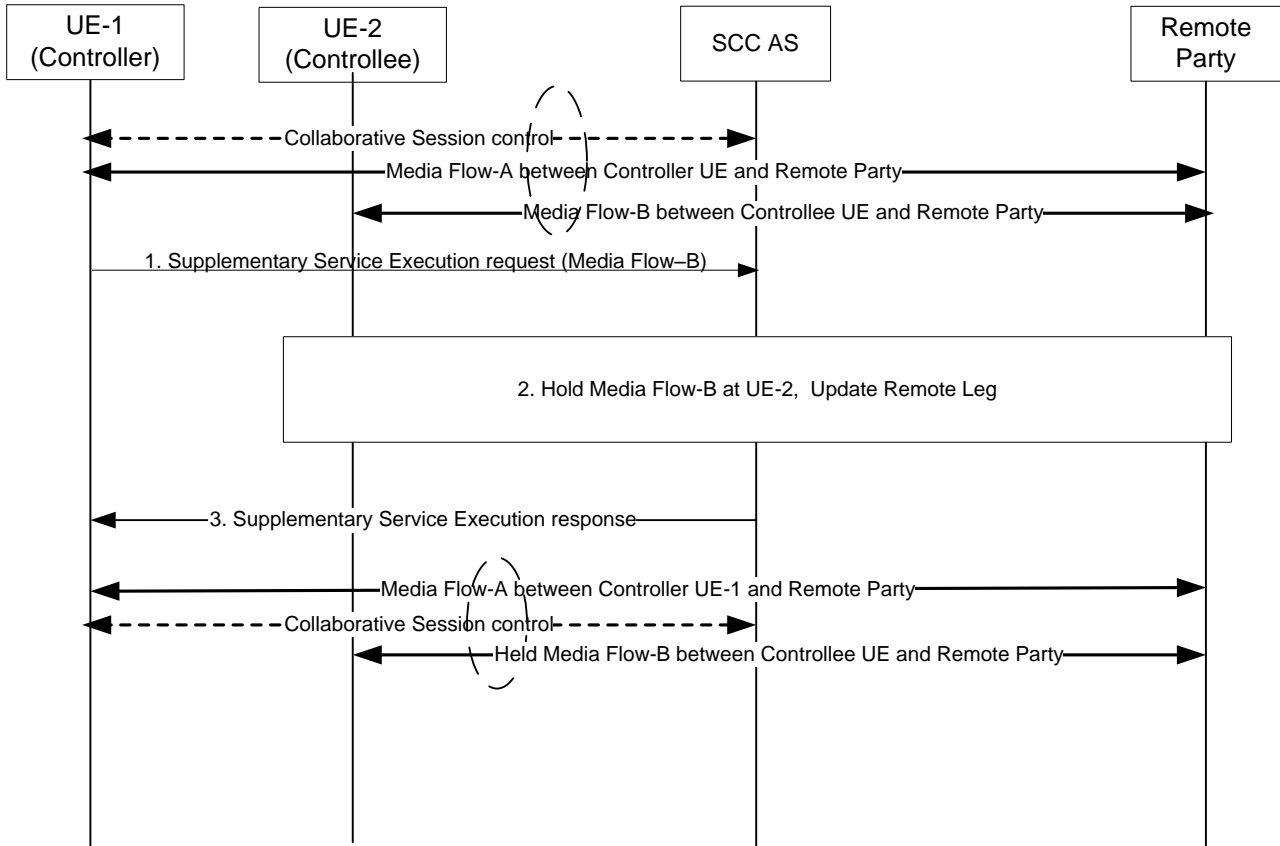 UE-1
(Controller)
UE-2
(Controllee)
SCC AS
Remote
Party
Collaborative Session control
Media Flow-A between Controller UE and Remote Party
Media Flow-B between Controllee UE and Remote Party
1. Supplementary Service Execution request (Media Flow–B)
2. Hold Media Flow-B at UE-2, Update Remote Leg
3. Supplementary Service Execution response
Media Flow-A between Controller UE-1 and Remote Party
Collaborative Session control
Held Media Flow-B between Controllee UE and Remote Party